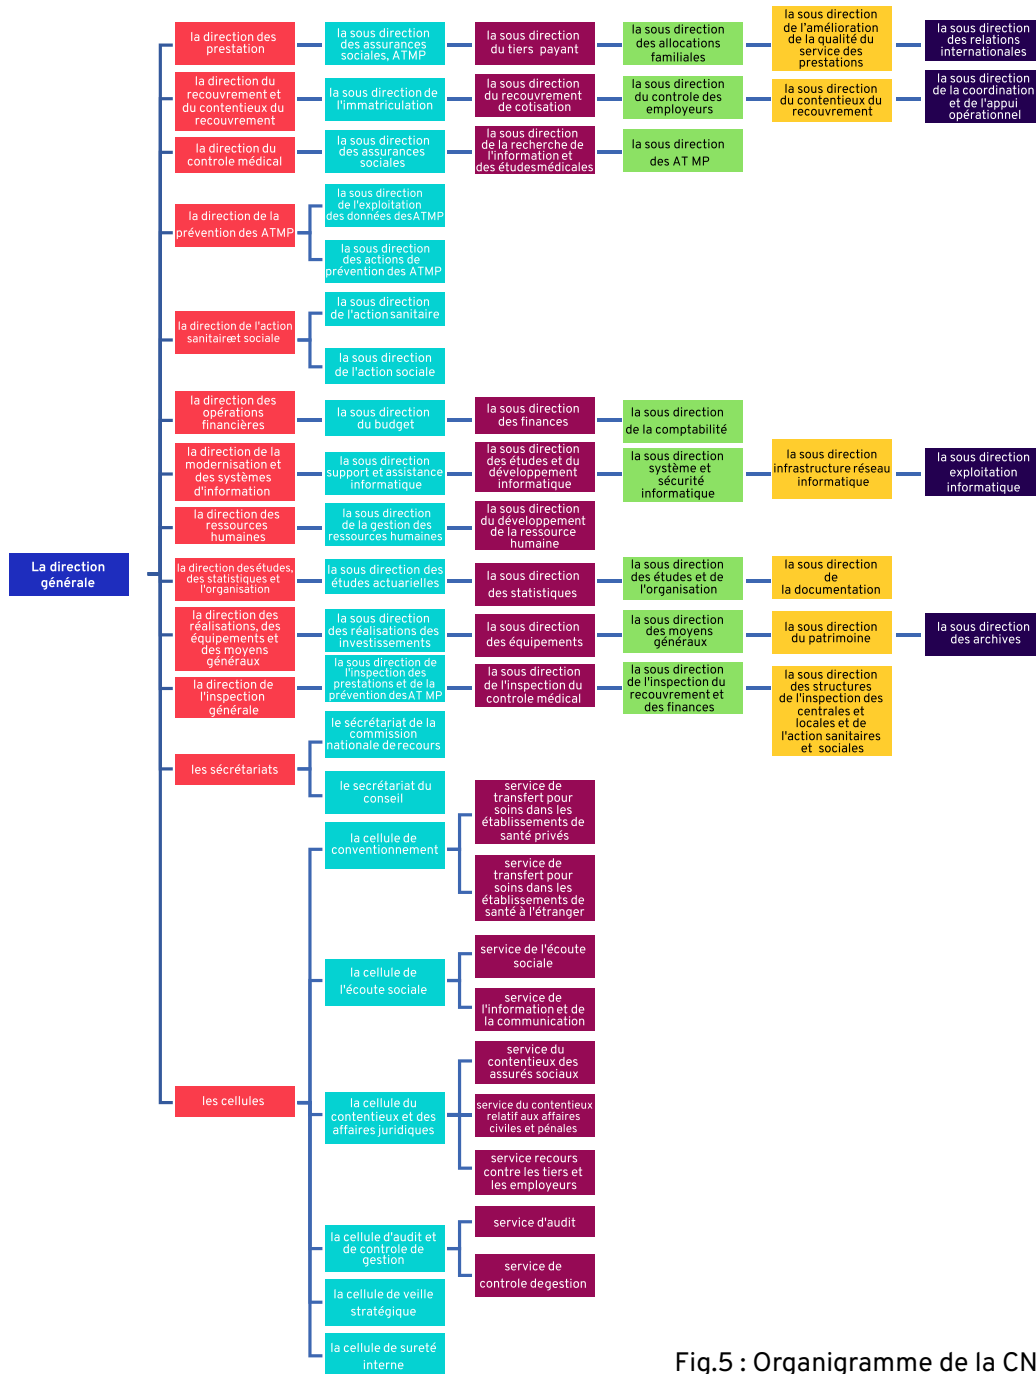 la direction des
prestation
la sous direction
des assurances
sociales, ATMP
la sous direction
du tiers payant
la sous direction
des allocations
familiales
la sous direction
de l'amélioration
de la qualité du
service des
prestations
la sous direction
des relations
internationales
la direction du
recouvrement et
du contentieux du
recouvrement
la sous direction de
l'immatriculation
la sous direction
du recouvrement
de cotisation
la sous direction
du controle des
employeurs
la sous direction
du contentieux du
recouvrement
la sous direction
de la coordination
et de l'appui
opérationnel
la direction du
controle médical
la sous direction
des assurances
sociales
la sous direction
de la recherche de
l'information et
des étudesmédicales
la sous direction
des AT MP
la direction de la
prévention des ATMP
la sous direction
de l'exploitation
des données desATMP
la sous direction
des actions de
prévention des ATMP
la direction de l'action
sanitaireet sociale
la sous direction
de l'action sanitaire
la sous direction
de l'action sociale
la direction des
opérations
financières
la sous direction
du budget
la sous direction
des finances
la sous direction
de la comptabilité
la direction de la
modernisation et
des systèmes
d'information
la sous direction
support et assistance
informatique
la sous direction
des études et du
développement
informatique
la sous direction
système et
sécurité
informatique
la sous direction
infrastructure réseau
informatique
la sous direction
exploitation
informatique
la direction des
ressources
humaines
la sous direction
de la gestion des
ressources humaines
la sous direction
du développement
de la ressource
humaine
La direction
générale
la direction des études,
des statistiques et
l'organisation
la sous direction des
études actuarielles
la sous direction
des statistiques
la sous direction
des études et de
l'organisation
la sous direction
de
la documentation
la direction des
réalisations, des
équipements et
des moyens
généraux
la sous direction
des réalisations des
investissements
la sous direction
des équipements
la sous direction
des moyens
généraux
la sous direction
du patrimoine
la sous direction
des archives
la direction de
l'inspection
générale
la sous direction de
l'inspection des
prestations et de la
prévention desAT MP
la sous direction
de l'inspection du
controle médical
la sous direction
de l'inspection du
recouvrement et
des finances
la sous direction
des structures
de l'inspection des
centrales et
locales et de
l'action sanitaires
et sociales
les sécrétariats
le sécrétariat de la
commission
nationale de recours
le secrétariat du
conseil
les cellules
la cellule de
conventionnement
service de
transfert pour
soins dans les
établissements de
santé privés
service de
transfert pour
soins dans les
établissements de
santé à l'étranger
la cellule de
l'écoute sociale
service de l'écoute
sociale
service de
l'information et de
la communication
la cellule du
contentieux et des
affaires juridiques
service du
contentieux des
assurés sociaux
service du contentieux
relatif aux affaires
civiles et pénales
service recours
contre les tiers et
les employeurs
la cellule d'audit et
de controle de
gestion
service d'audit
service de
controle degestion
la cellule de veille
stratégique
la cellule de sureté
interne
Fig.5 : Organigramme de la CN